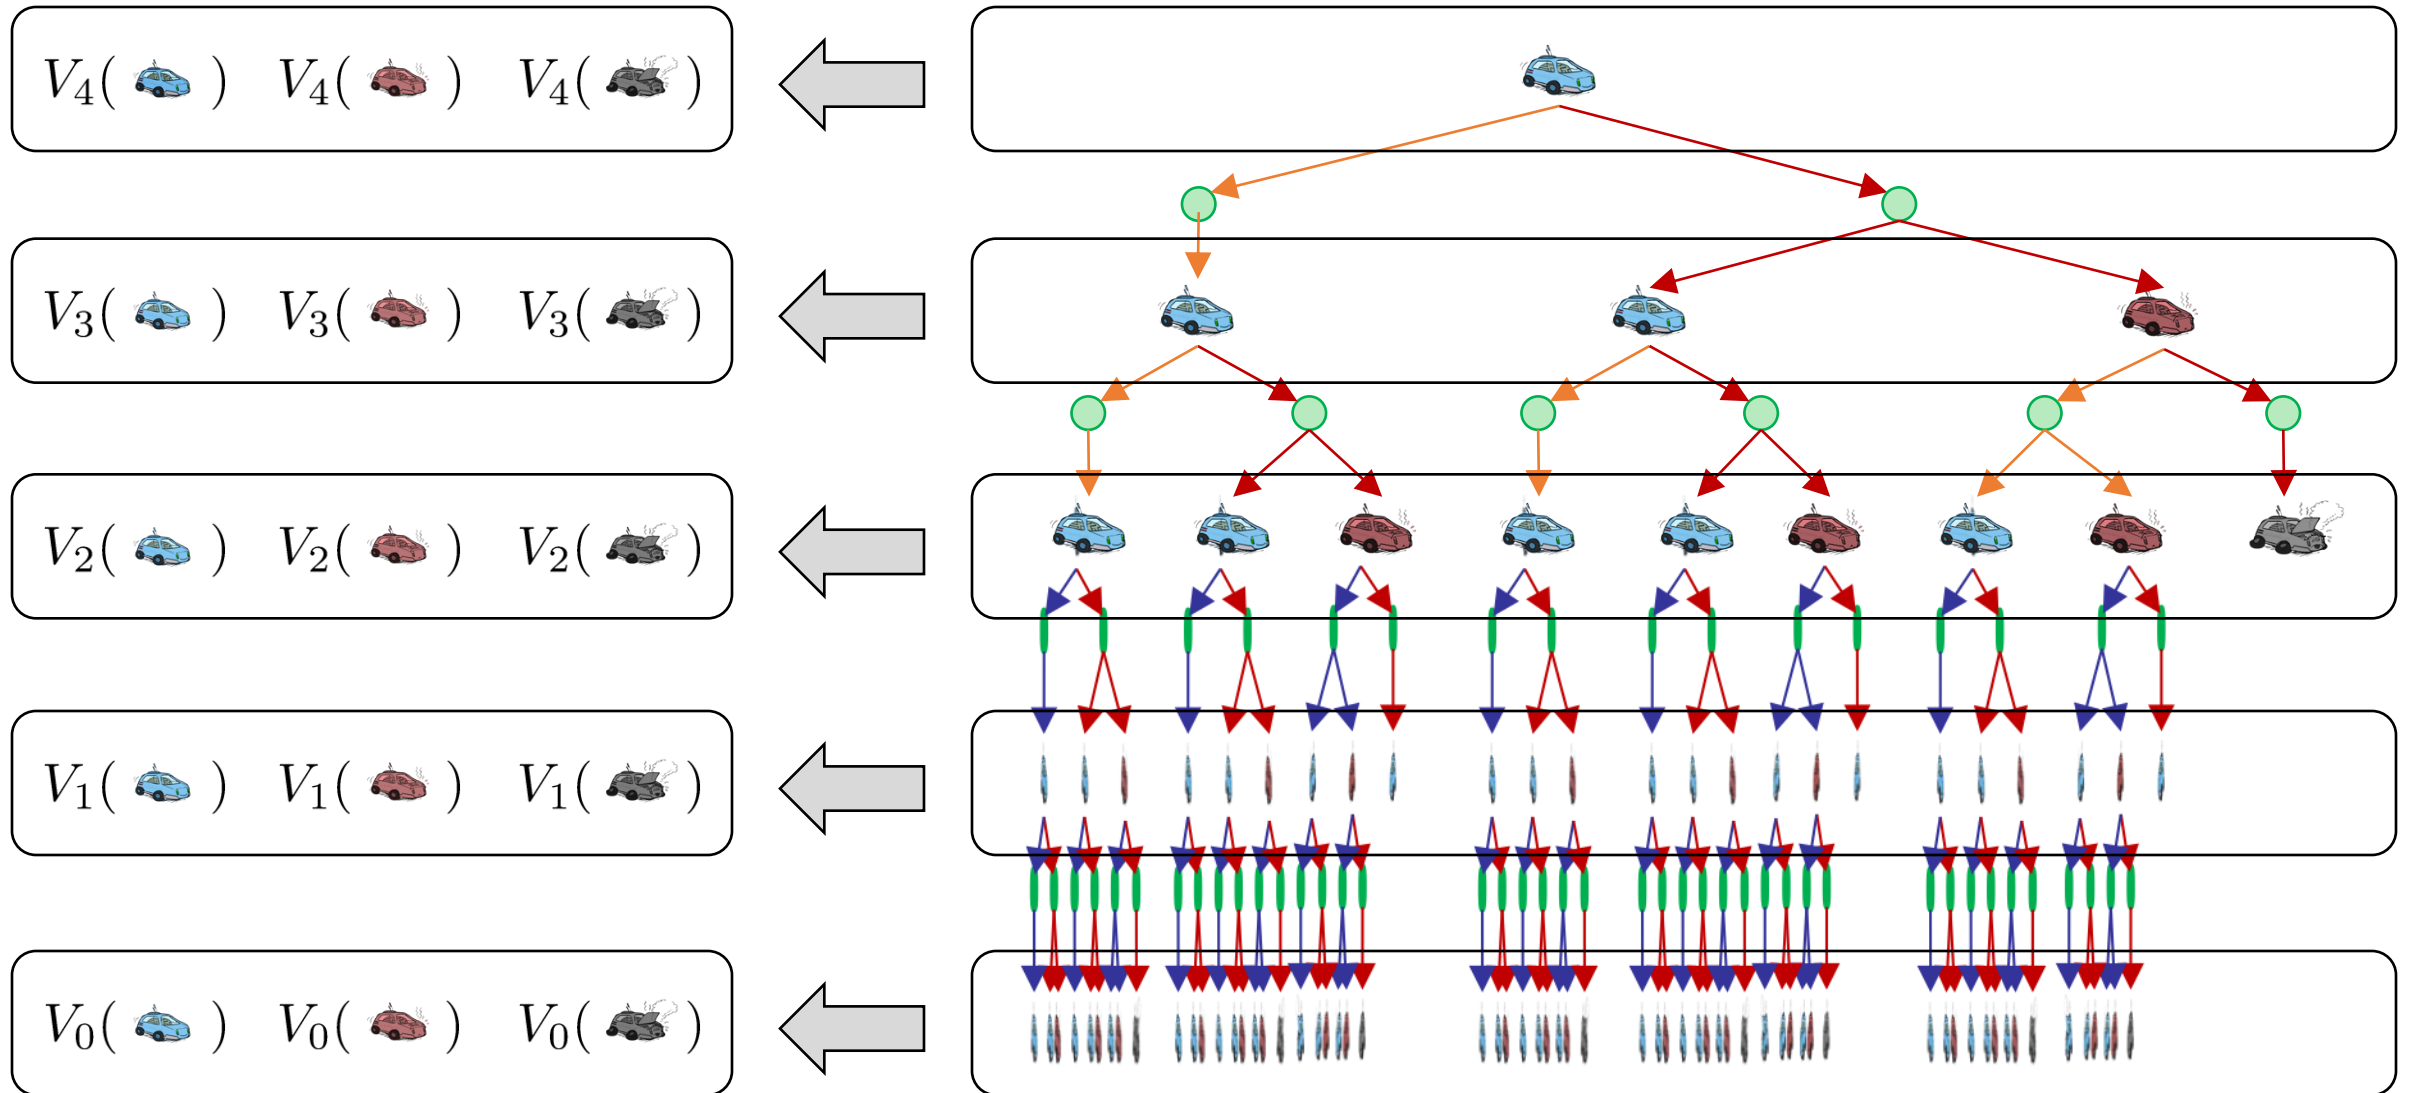 V₄( ) V₄( ) V₄( )
V₃( ) V₃( ) V₃( )
V₂( ) V₂( ) V₂( )
V₁( ) V₁( ) V₁( )
V₀( ) V₀( ) V₀( )